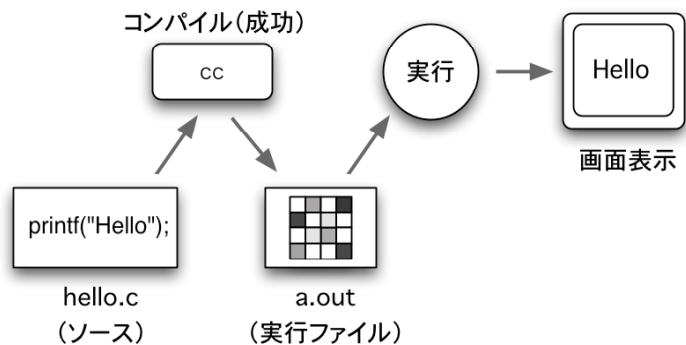 コンパイル（成功）
cc
実行
Hello
画面表示
printf("Hello");
hello.c
（ソース）
a.out
（実行ファイル）